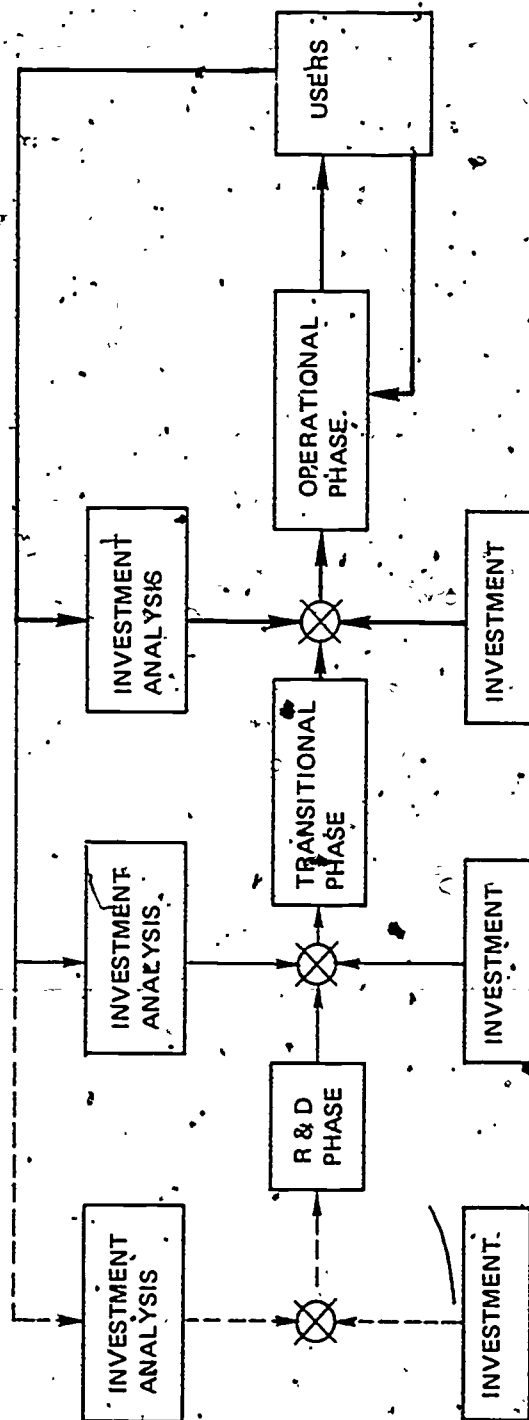 INVESTMENT
ANALYSIS
INVESTMENT
ANALYSIS
INVESTMENT
ANALYSIS
R & D
PHASE
TRANSITIONAL
PHASE
OPERATIONAL
PHASE.
USERS
INVESTMENT.
INVESTMENT
INVESTMENT